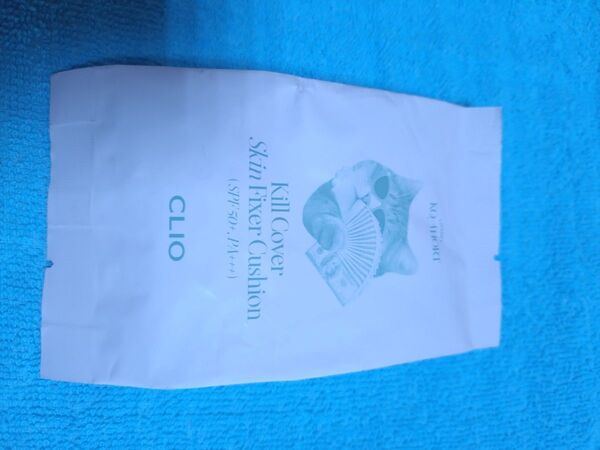 Kill Cover
Skin Fixer Cushion
(SPF50+, PA+++)
CLIO